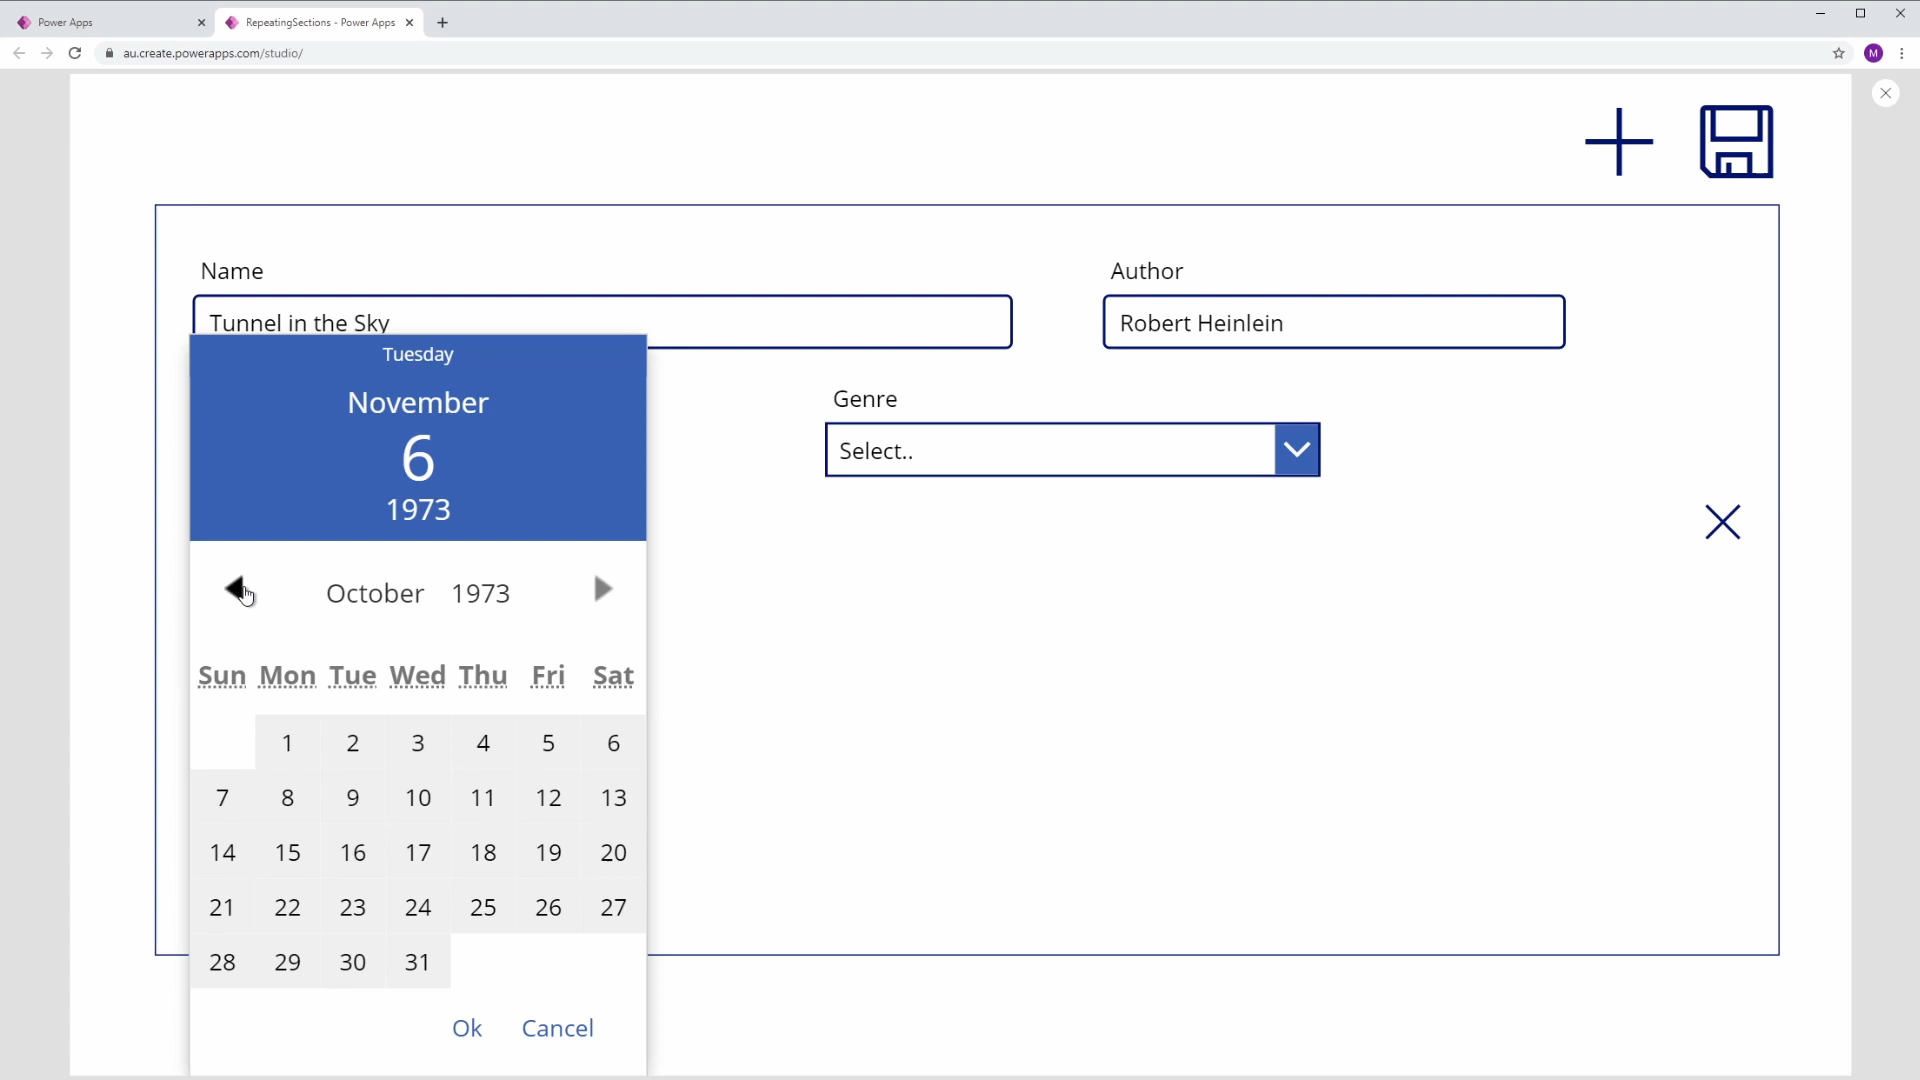 Power Apps
RepeatingSections - Power Apps
au.create.powerapps.com/studio/
M
Name
Author
Tunnel in the Sky
Robert Heinlein
Tuesday
November
6
1973
Genre
Select..
October 1973
Sun Mon Tue Wed Thu Fri Sat
1 2 3 4 5 6
7 8 9 10 11 12 13
14 15 16 17 18 19 20
21 22 23 24 25 26 27
28 29 30 31
Ok Cancel